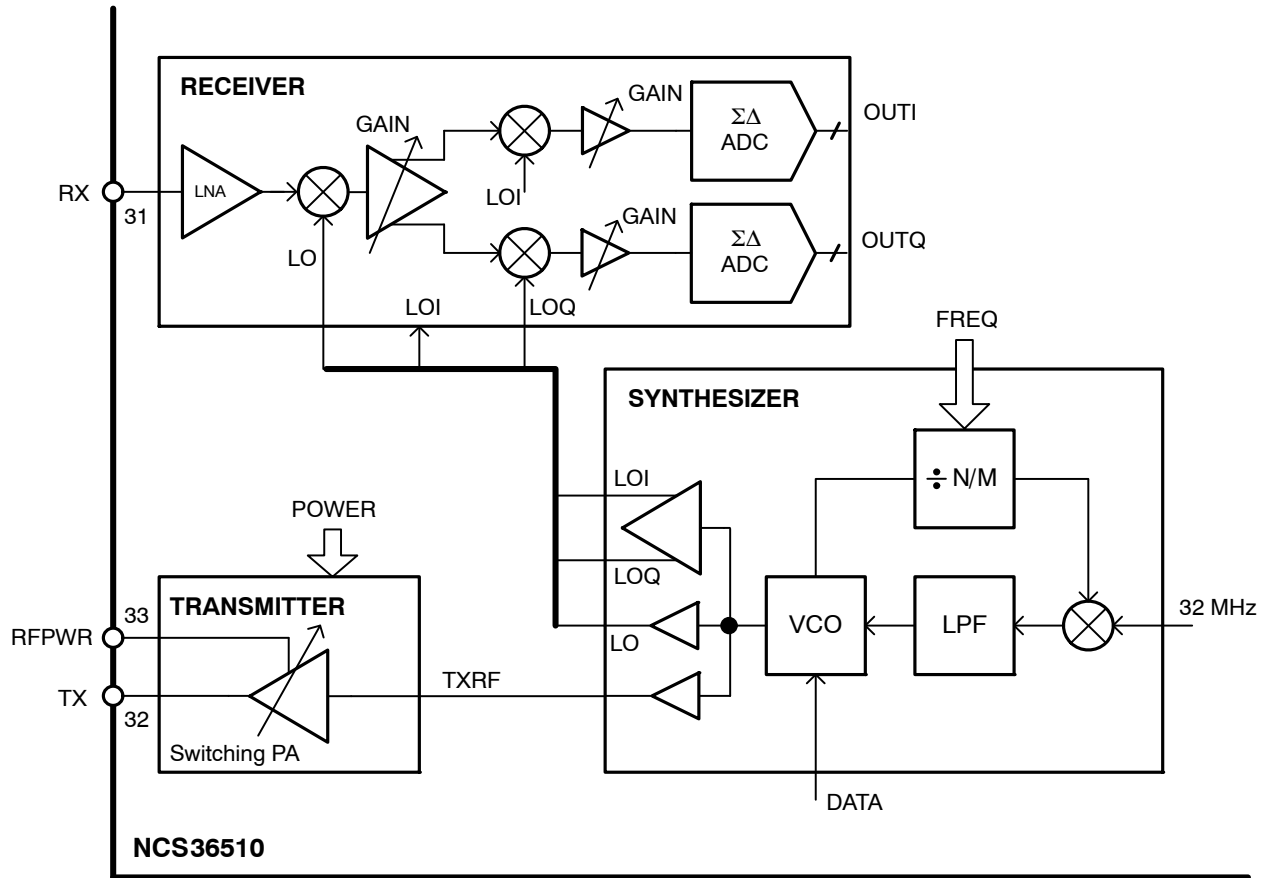 RECEIVER
GAIN
GAIN
ΣΔ
ADC
OUTI
RX
31
LNA
LOI
LO
GAIN
ΣΔ
ADC
OUTQ
LOI
LOQ
FREQ
SYNTHESIZER
÷ N/M
LOI
LOQ
LO
VCO
LPF
32 MHz
DATA
POWER
TRANSMITTER
33
RFPWR
TX
32
Switching PA
TXRF
NCS36510